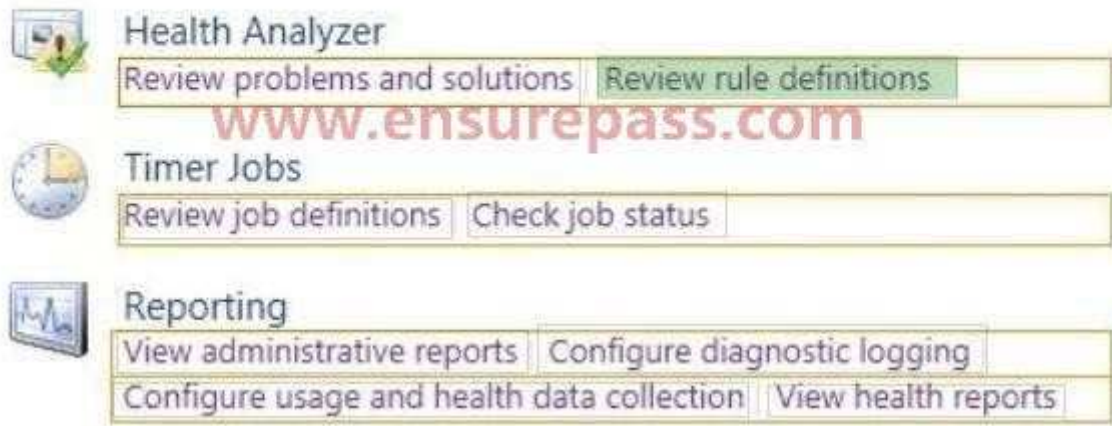 Health Analyzer
Review problems and solutions Review rule definitions
www.ensurepass.com
Timer Jobs
Review job definitions Check job status
Reporting
View administrative reports Configure diagnostic logging
Configure usage and health data collection View health reports